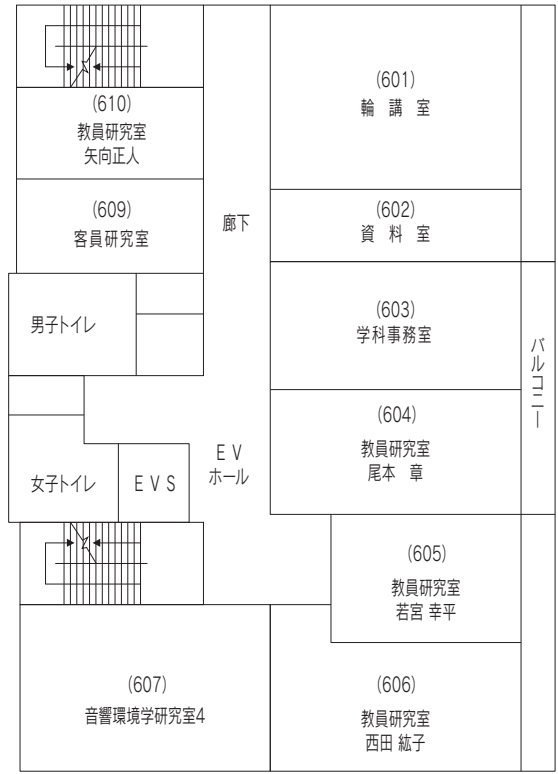 (601)
輪 講 室
(610)
教員研究室
矢向正人
(609)
客員研究室
廊下
(602)
資 料 室
男子トイレ
(603)
学科事務室
バルコニー
(604)
教員研究室
尾本 章
EV
ホール
女子トイレ
EVS
(605)
教員研究室
若宮 幸平
(607)
音響環境学研究室4
(606)
教員研究室
西田 紘子